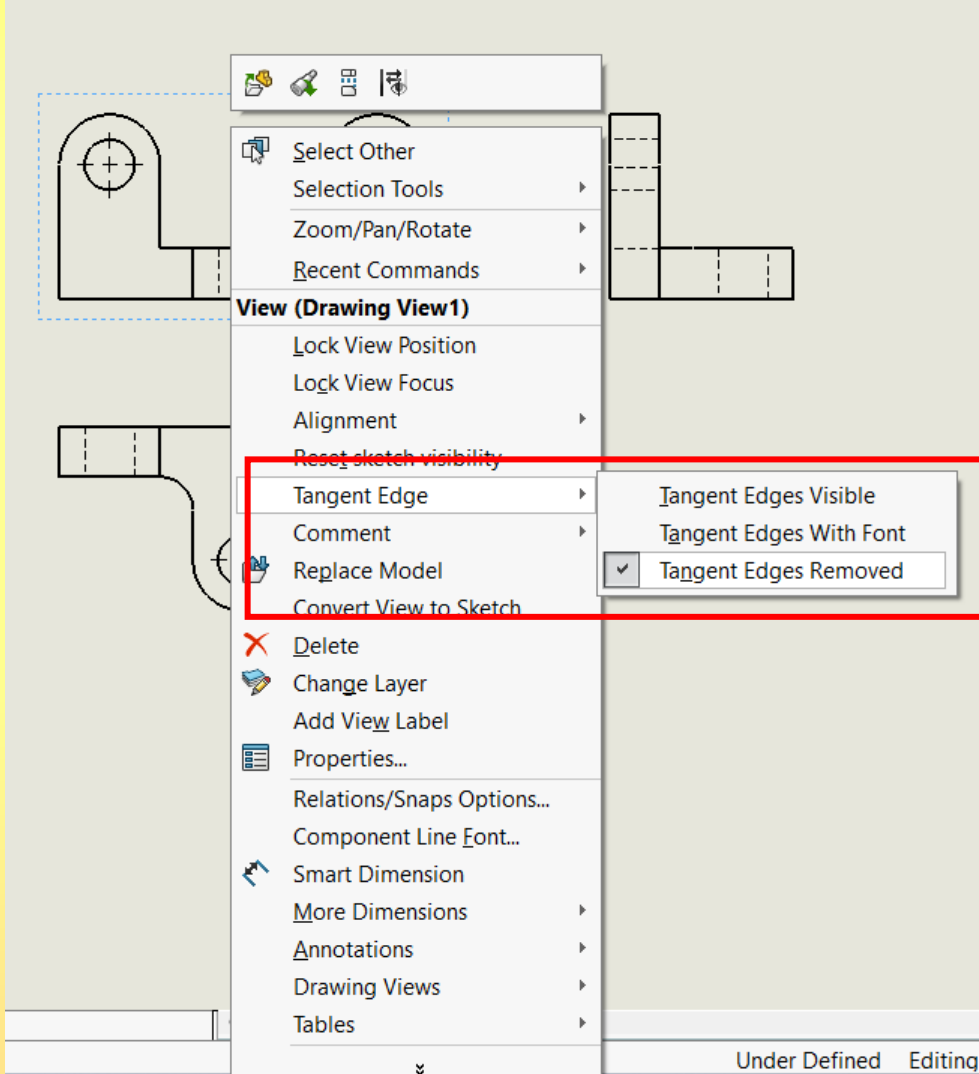 Select Other
Selection Tools
Zoom/Pan/Rotate
Recent Commands
View (Drawing View1)
Lock View Position
Lock View Focus
Alignment
Reset sketch visibility
Tangent Edge
Tangent Edges Visible
Comment
Tangent Edges With Font
Replace Model
Tangent Edges Removed
Convert View to Sketch
Delete
Change Layer
Add View Label
Properties...
Relations/Snaps Options...
Component Line Font...
Smart Dimension
More Dimensions
Annotations
Drawing Views
Tables
Under Defined Editing